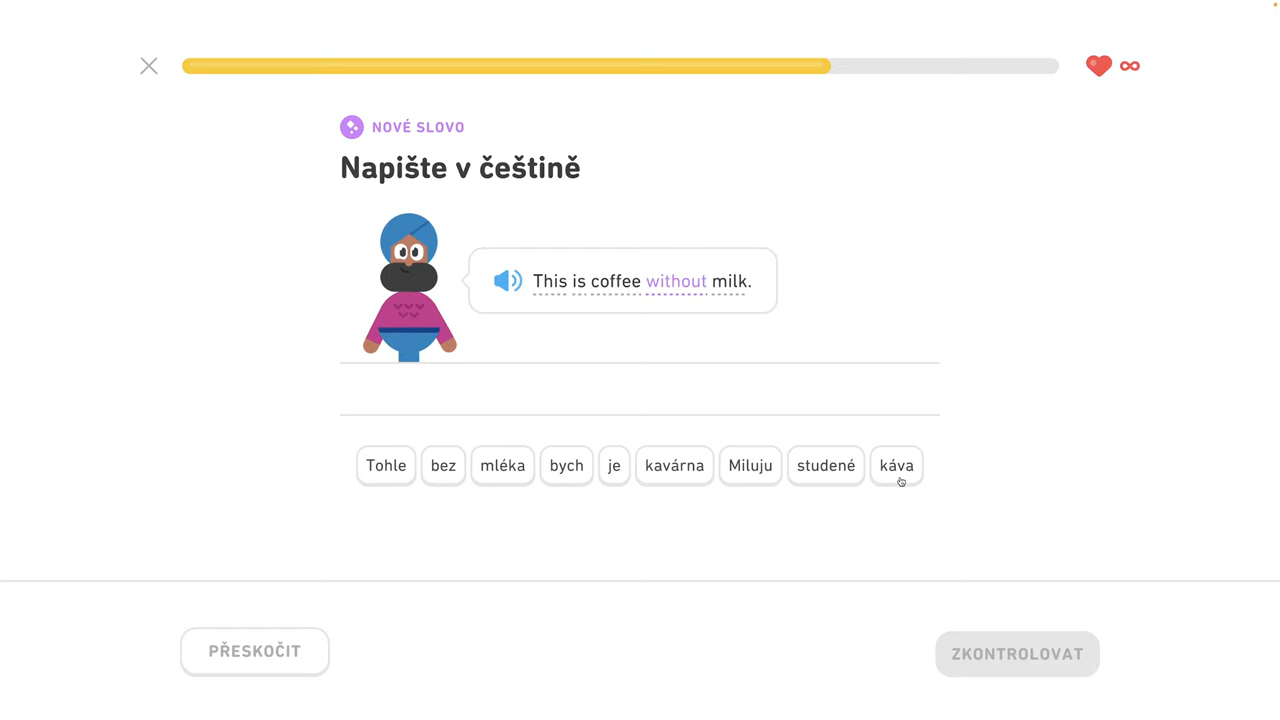 NOVÉ SLOVO
Napište v češtině
This is coffee without milk.
Tohle bez mléka bych je kavárna Miluju studené káva
PŘESKOČIT ZKONTROLOVAT